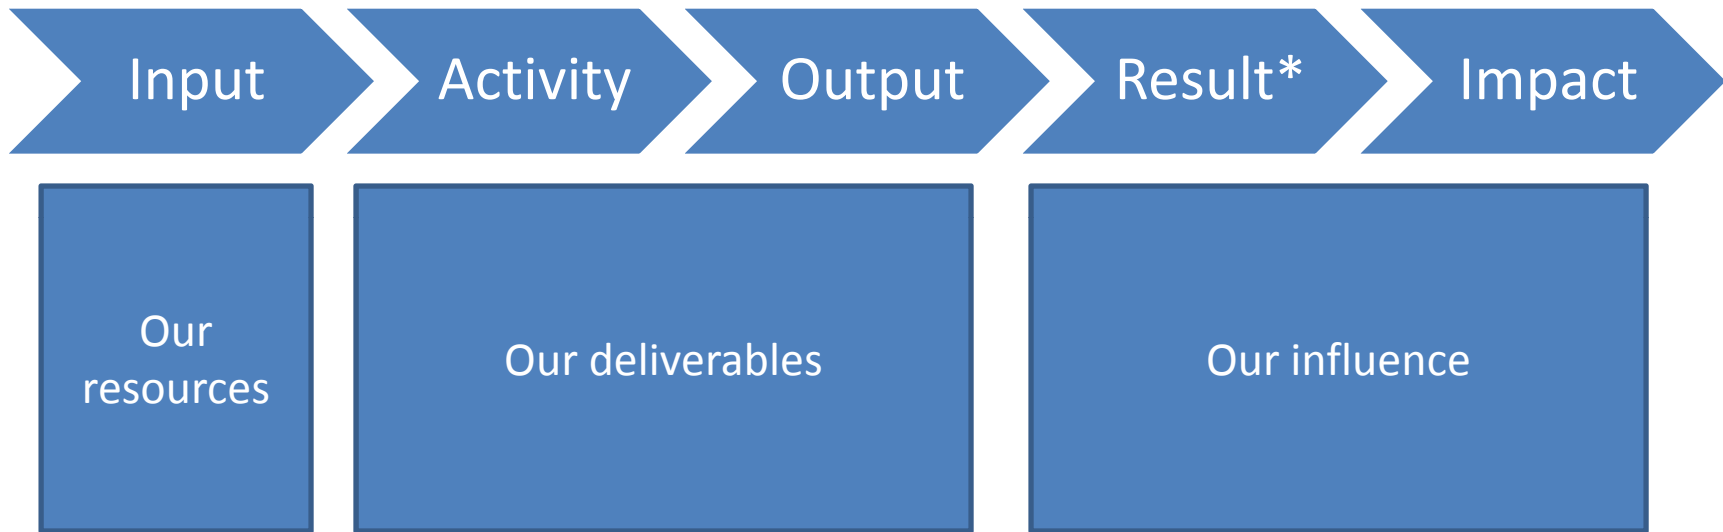 Input
Activity
Output
Result*
Impact
Our
resources
Our deliverables
Our influence